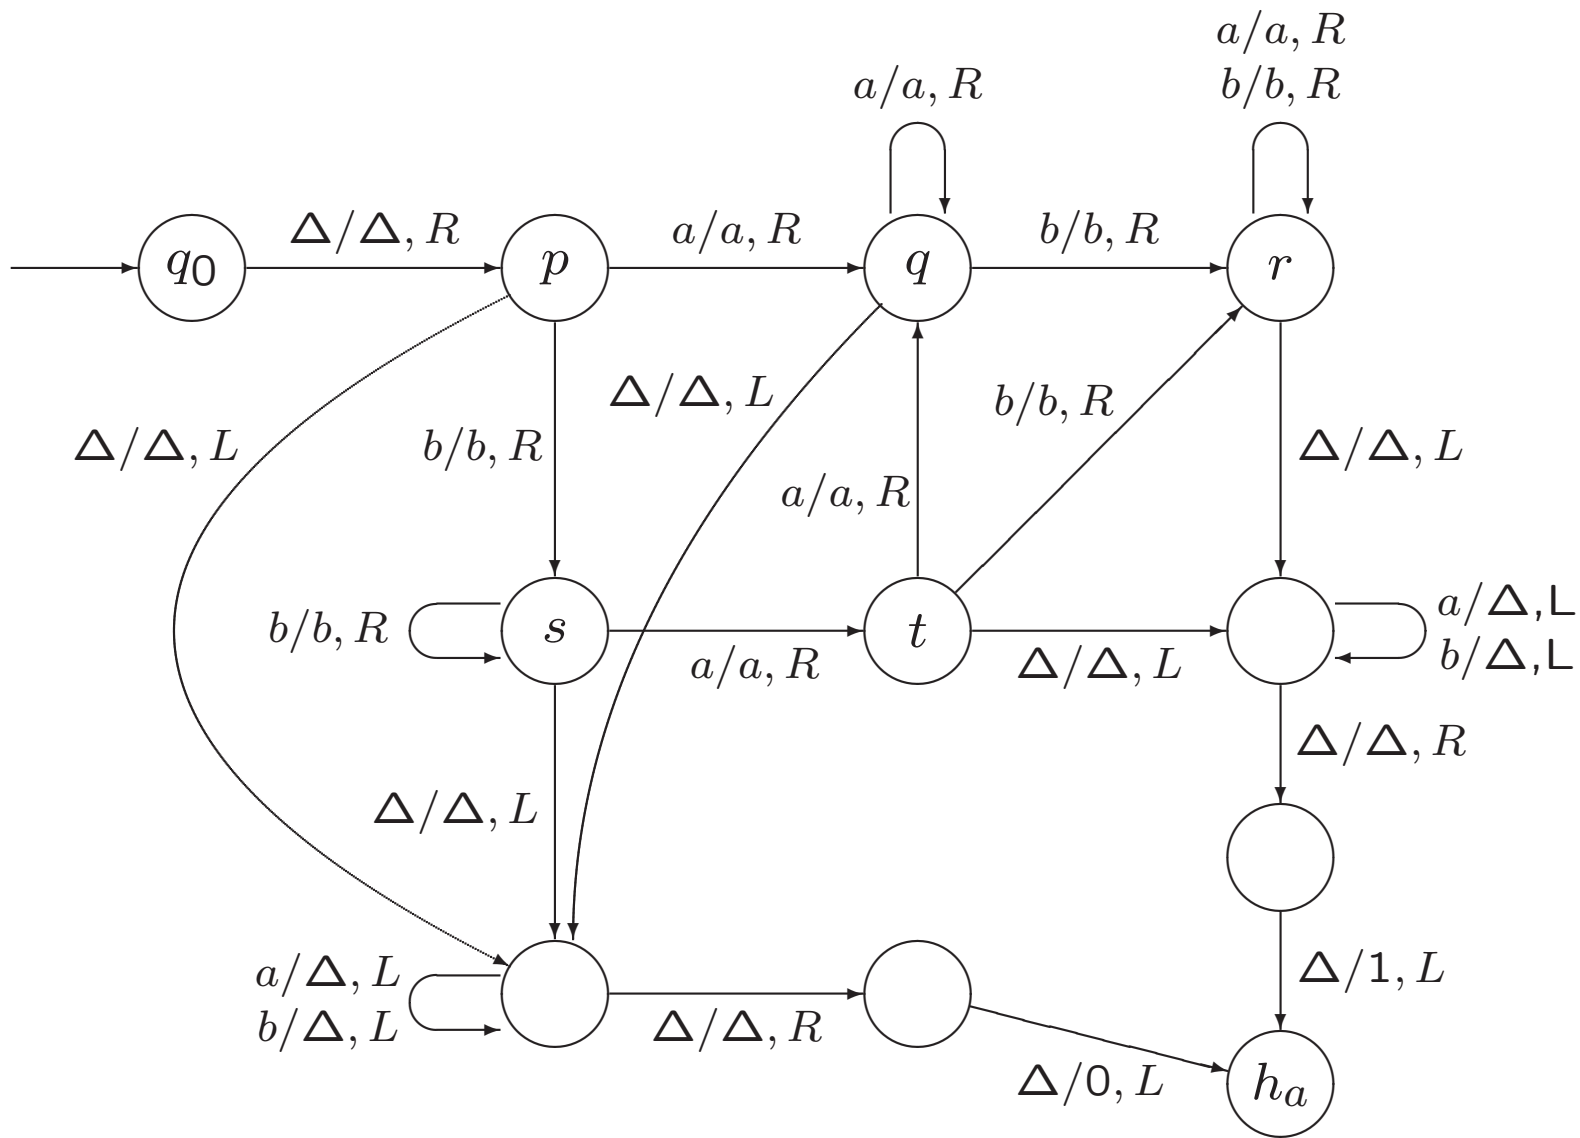 a/a, R
a/a, R
b/b, R
Δ/Δ, R
a/a, R
b/b, R
q0
p
q
r
Δ/Δ, L
b/b, R
Δ/Δ, L
b/b, R
Δ/Δ, L
a/a, R
b/b, R
s
a/a, R
t
Δ/Δ, L
a/Δ,L
b/Δ,L
Δ/Δ, R
Δ/Δ, L
a/Δ, L
b/Δ, L
Δ/Δ, R
Δ/1, L
Δ/0, L
ha